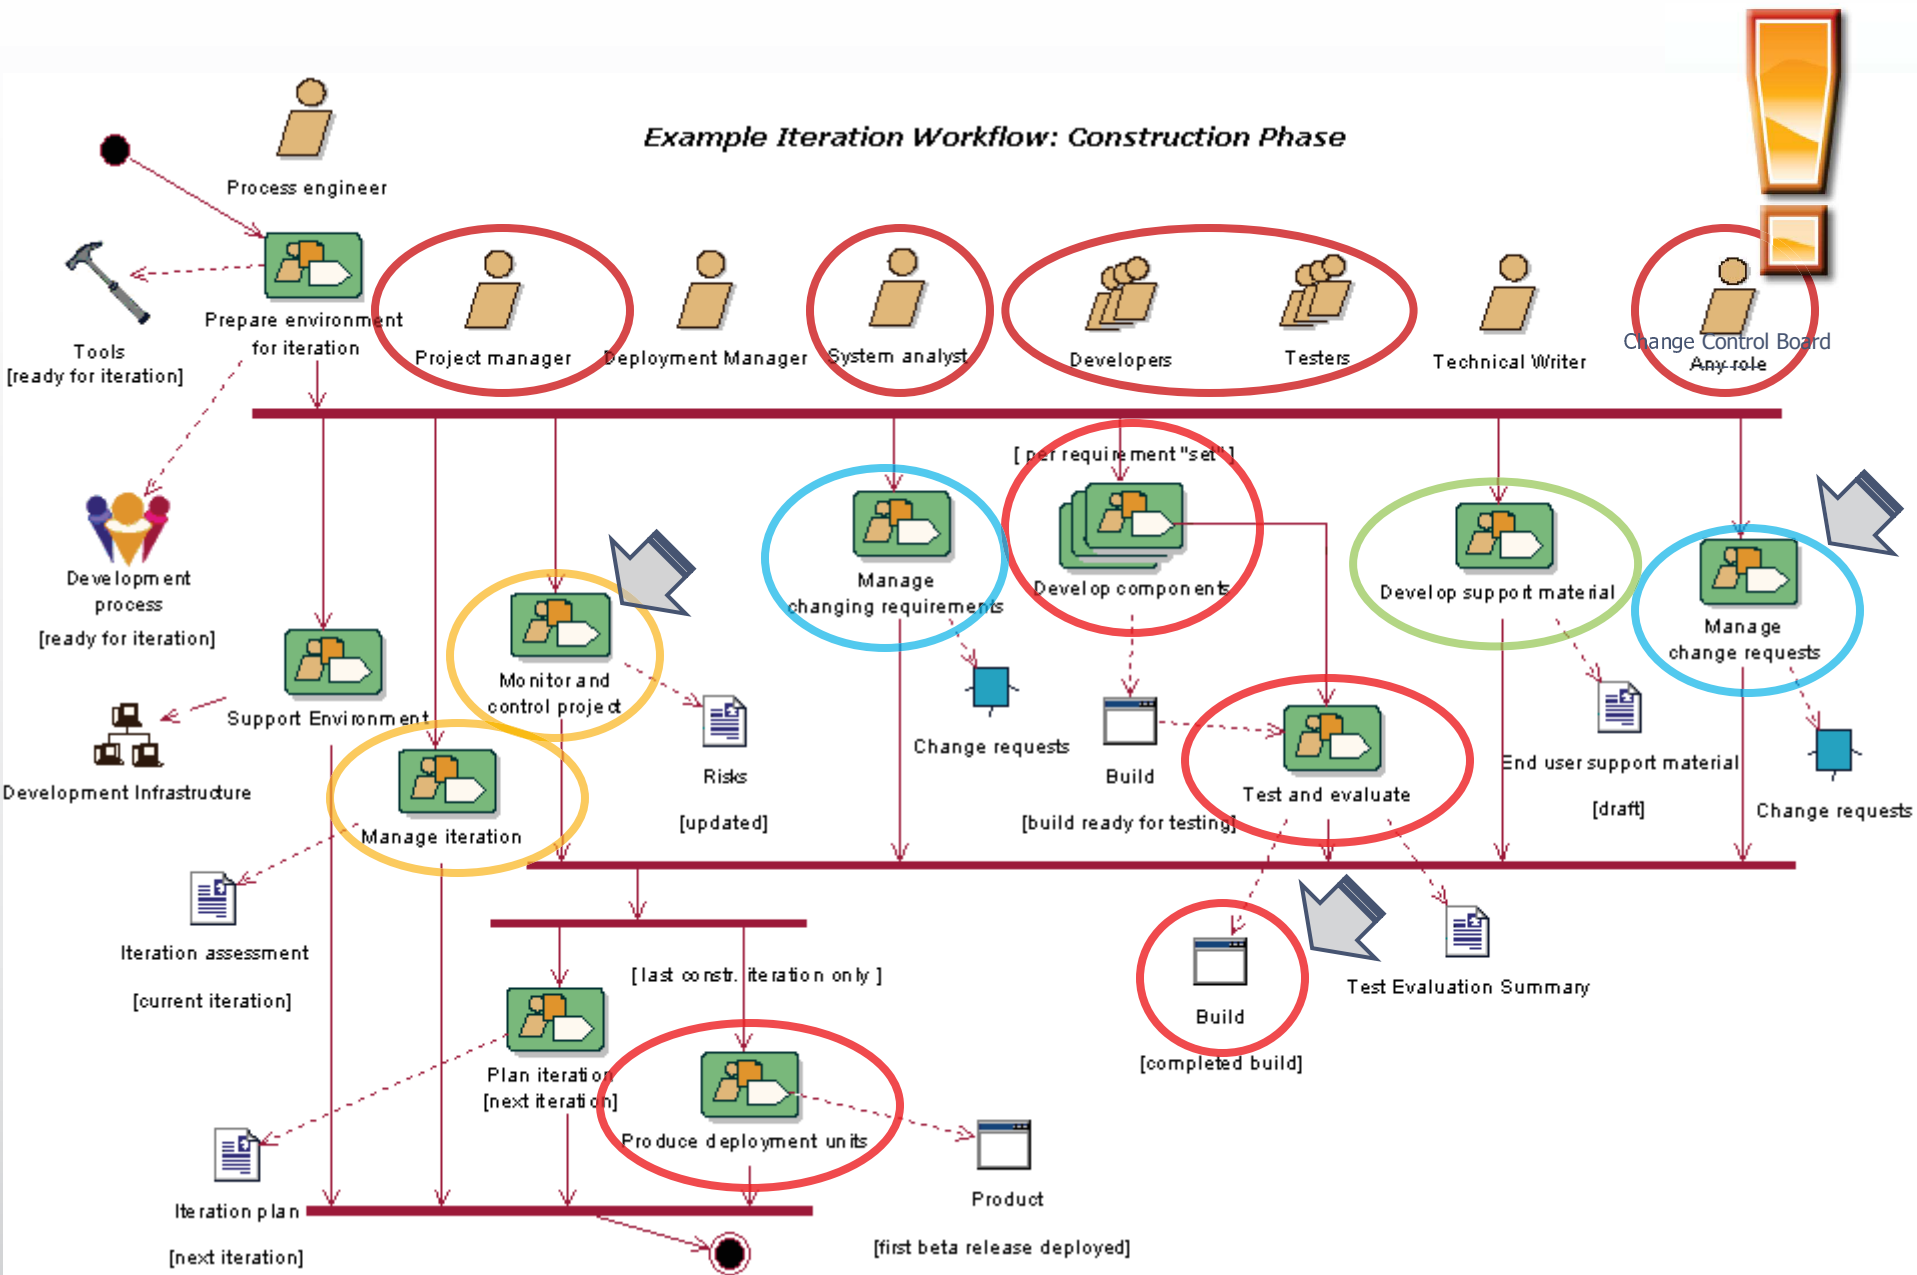 Example Iteration Workflow: Construction Phase
Process engineer
Tools
[ready for iteration]
Prepare environment
for iteration
Project manager
Deployment Manager
System analyst
Developers
Testers
Technical Writer
Change Control Board
Any role
[ per requirement "set" ]
Development
process
[ready for iteration]
Support Environment
Development Infrastructure
Monitor and
control project
Manage iteration
Risks
[updated]
Manage
changing requirements
Change requests
Develop components
Build
[build ready for testing]
Test and evaluate
Develop support material
End user support material
[draft]
Manage
change requests
Change requests
Iteration assessment
[current iteration]
[ last constr. iteration only ]
Build
[completed build]
Test Evaluation Summary
Plan iteration
[next iteration]
Produce deployment units
Product
[first beta release deployed]
Iteration plan
[next iteration]